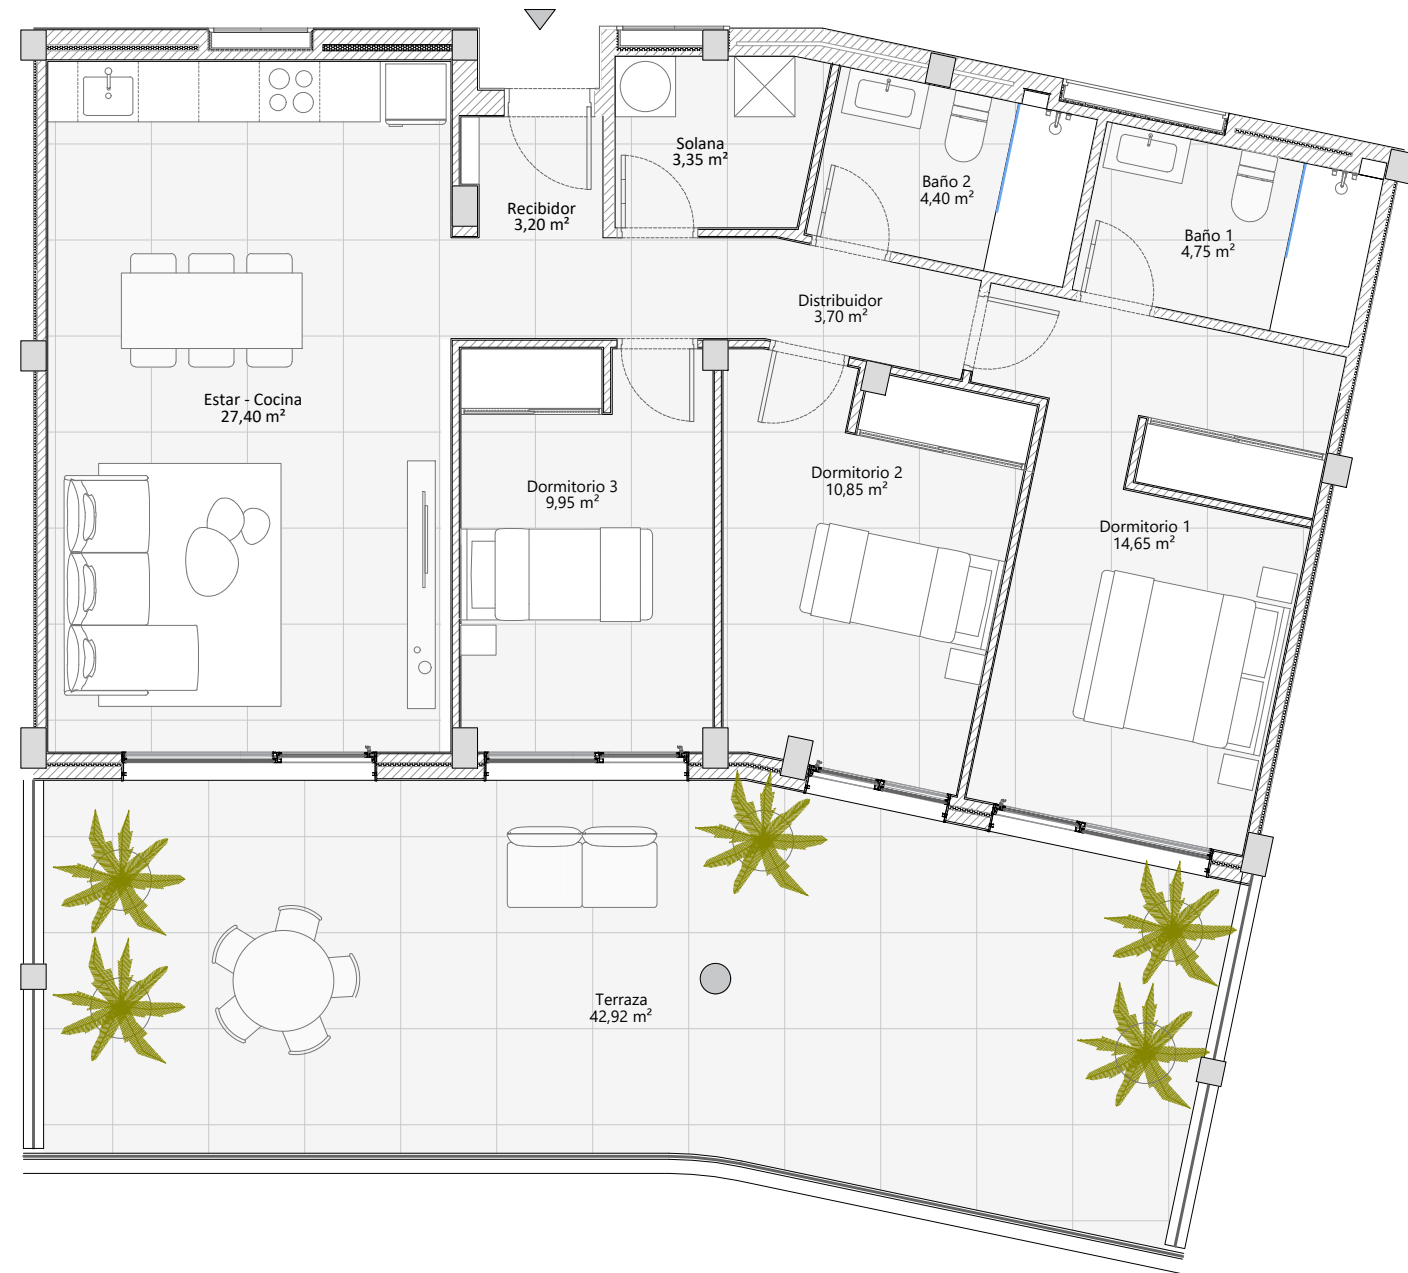 Solana
3,35 m²
Recibidor
3,20 m²
Baño 2
4,40 m²
Baño 1
4,75 m²
Distribuidor
3,70 m²
Estar - Cocina
27,40 m²
Dormitorio 3
9,95 m²
Dormitorio 2
10,85 m²
Dormitorio 1
14,65 m²
Terraza
42,92 m²